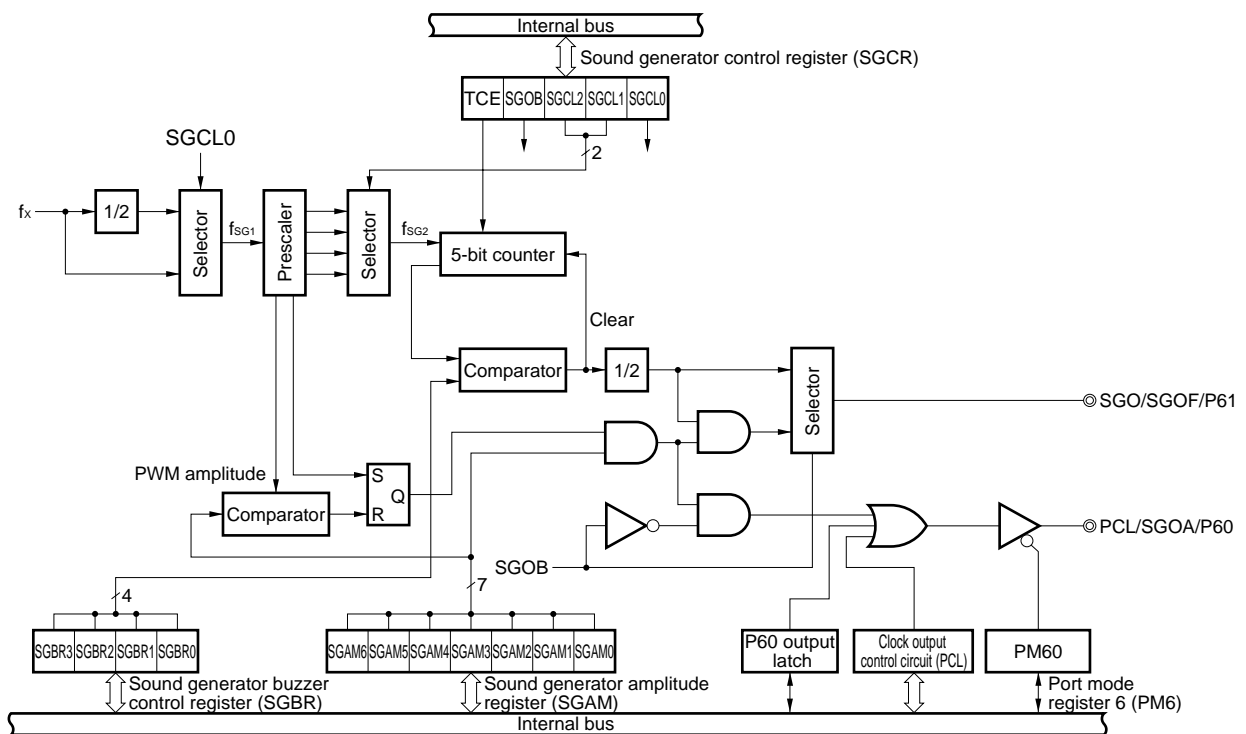 Internal bus
Sound generator control register (SGCR)
TCE SGOB SGCL2 SGCL1 SGCL0
2
SGCL0
fX
1/2
Selector
fSG1
Prescaler
Selector
fSG2
5-bit counter
Clear
Comparator
1/2
Selector
SGO/SGOF/P61
PWM amplitude
S
R
Q
Comparator
PCL/SGOA/P60
SGOB
4
7
SGBR3 SGBR2 SGBR1 SGBR0
SGAM6 SGAM5 SGAM4 SGAM3 SGAM2 SGAM1 SGAM0
P60 output
latch
Clock output
control circuit (PCL)
PM60
Sound generator buzzer
control register (SGBR)
Sound generator amplitude
register (SGAM)
Port mode
register 6 (PM6)
Internal bus